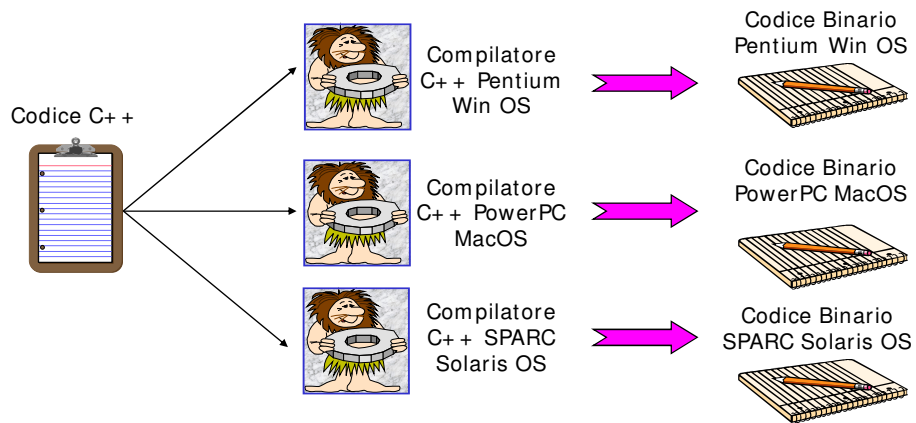 Codice C++
Compilatore
C++ Pentium
Win OS
Codice Binario
Pentium Win OS
Compilatore
C++ PowerPC
MacOS
Codice Binario
PowerPC MacOS
Compilatore
C++ SPARC
Solaris OS
Codice Binario
SPARC Solaris OS